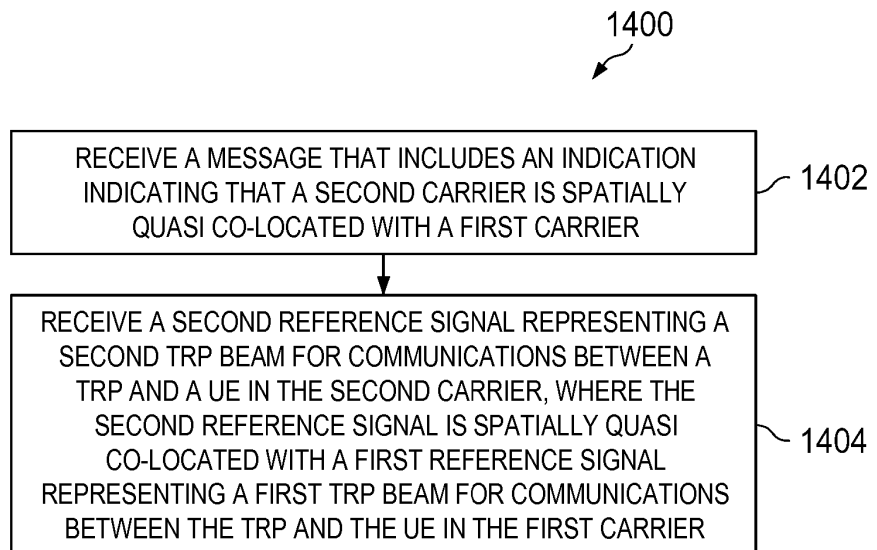 1400
RECEIVE A MESSAGE THAT INCLUDES AN INDICATION
INDICATING THAT A SECOND CARRIER IS SPATIALLY
QUASI CO-LOCATED WITH A FIRST CARRIER
1402
RECEIVE A SECOND REFERENCE SIGNAL REPRESENTING A
SECOND TRP BEAM FOR COMMUNICATIONS BETWEEN A
TRP AND A UE IN THE SECOND CARRIER, WHERE THE
SECOND REFERENCE SIGNAL IS SPATIALLY QUASI
CO-LOCATED WITH A FIRST REFERENCE SIGNAL
REPRESENTING A FIRST TRP BEAM FOR COMMUNICATIONS
BETWEEN THE TRP AND THE UE IN THE FIRST CARRIER
1404